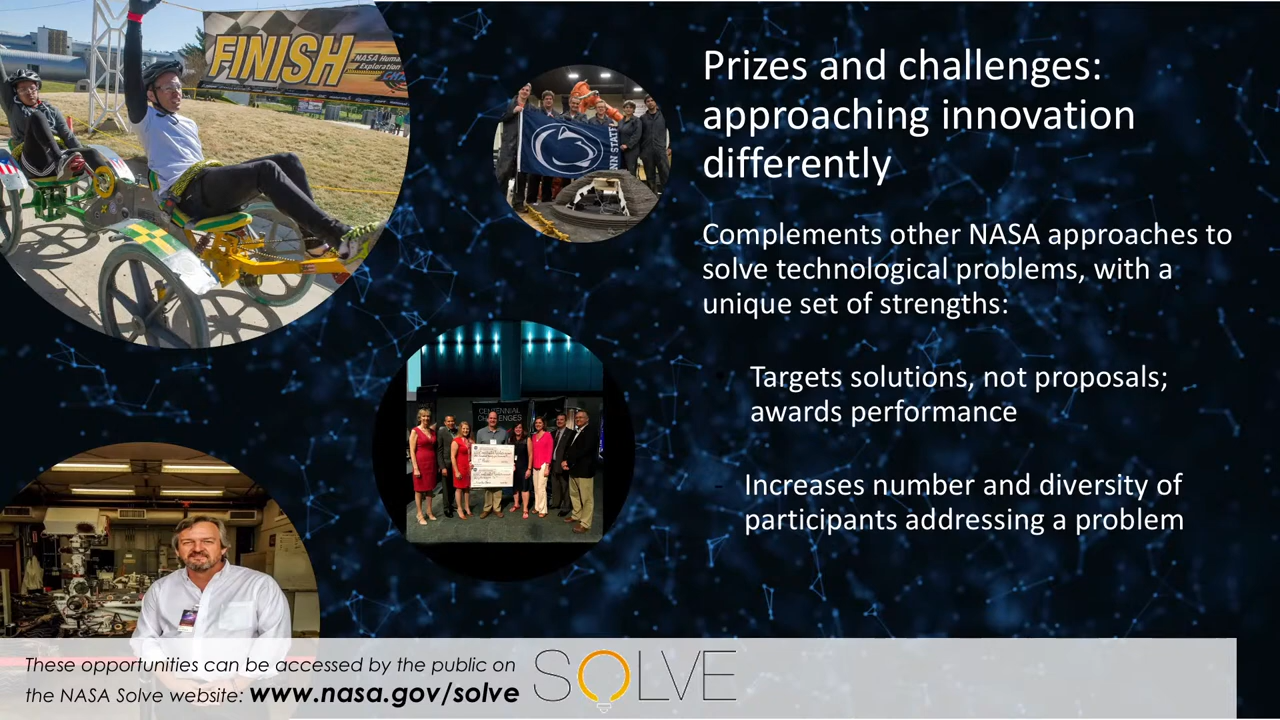 FINISH
NASA Human
Exploration
PENN STATE
CENTENNIAL
CHALLENGES
Prizes and challenges:
approaching innovation
differently
Complements other NASA approaches to
solve technological problems, with a
unique set of strengths:
Targets solutions, not proposals;
awards performance
Increases number and diversity of
participants addressing a problem
These opportunities can be accessed by the public on
the NASA Solve website: www.nasa.gov/solve
SOLVE